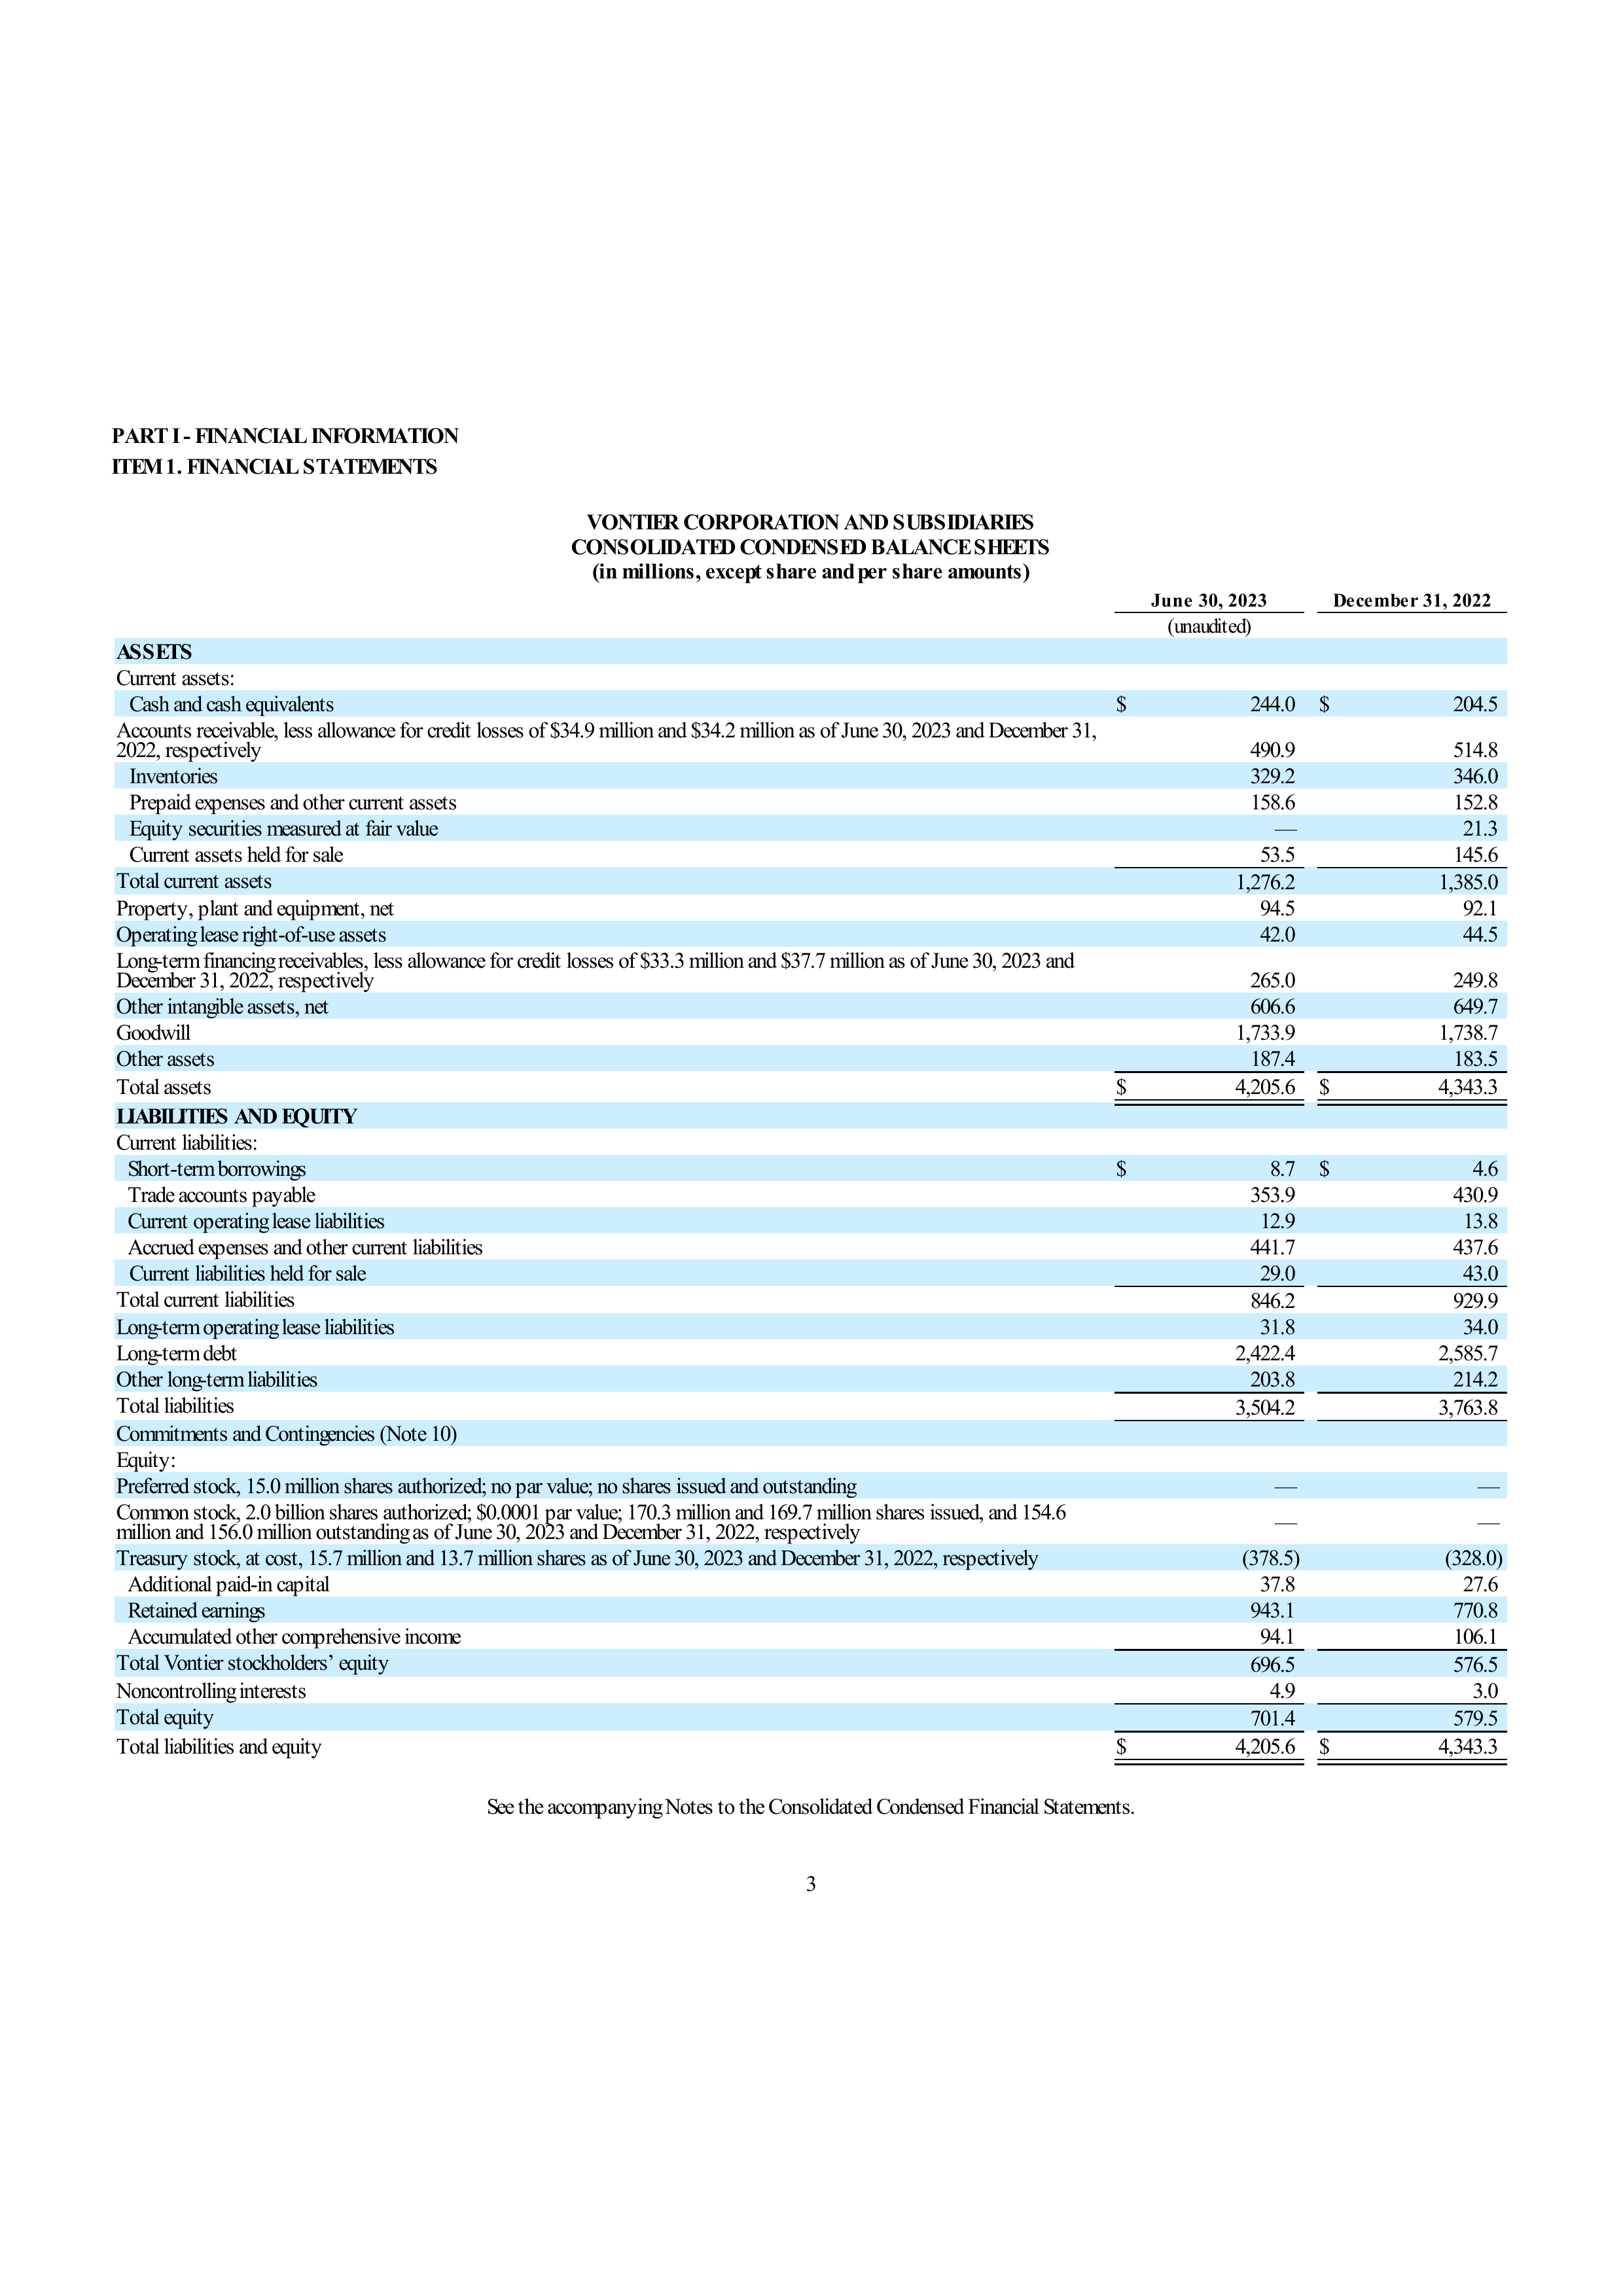 PART I - FINANCIAL INFORMATION
ITEM 1. FINANCIAL STATEMENTS
VONTIER CORPORATION AND SUBSIDIARIES
CONSOLIDATED CONDENSED BALANCE SHEETS
(in millions, except share and per share amounts)
June 30, 2023 December 31, 2022
(unaudited)
ASSETS
Current assets:
Cash and cash equivalents $ 244.0 $ 204.5
Accounts receivable, less allowance for credit losses of $34.9 million and $34.2 million as of June 30, 2023 and December 31,
2022, respectively 490.9 514.8
Inventories 329.2 346.0
Prepaid expenses and other current assets 158.6 152.8
Equity securities measured at fair value — 21.3
Current assets held for sale 53.5 145.6
Total current assets 1,276.2 1,385.0
Property, plant and equipment, net 94.5 92.1
Operating lease right-of-use assets 42.0 44.5
Long-term financing receivables, less allowance for credit losses of $33.3 million and $37.7 million as of June 30, 2023 and
December 31, 2022, respectively 265.0 249.8
Other intangible assets, net 606.6 649.7
Goodwill 1,733.9 1,738.7
Other assets 187.4 183.5
Total assets $ 4,205.6 $ 4,343.3
LIABILITIES AND EQUITY
Current liabilities:
Short-term borrowings $ 8.7 $ 4.6
Trade accounts payable 353.9 430.9
Current operating lease liabilities 12.9 13.8
Accrued expenses and other current liabilities 441.7 437.6
Current liabilities held for sale 29.0 43.0
Total current liabilities 846.2 929.9
Long-term operating lease liabilities 31.8 34.0
Long-term debt 2,422.4 2,585.7
Other long-term liabilities 203.8 214.2
Total liabilities 3,504.2 3,763.8
Commitments and Contingencies (Note 10)
Equity:
Preferred stock, 15.0 million shares authorized; no par value; no shares issued and outstanding — —
Common stock, 2.0 billion shares authorized; $0.0001 par value; 170.3 million and 169.7 million shares issued, and 154.6
million and 156.0 million outstanding as of June 30, 2023 and December 31, 2022, respectively — —
Treasury stock, at cost, 15.7 million and 13.7 million shares as of June 30, 2023 and December 31, 2022, respectively (378.5) (328.0)
Additional paid-in capital 37.8 27.6
Retained earnings 943.1 770.8
Accumulated other comprehensive income 94.1 106.1
Total Vontier stockholders’ equity 696.5 576.5
Noncontrolling interests 4.9 3.0
Total equity 701.4 579.5
Total liabilities and equity $ 4,205.6 $ 4,343.3
See the accompanying Notes to the Consolidated Condensed Financial Statements.
3